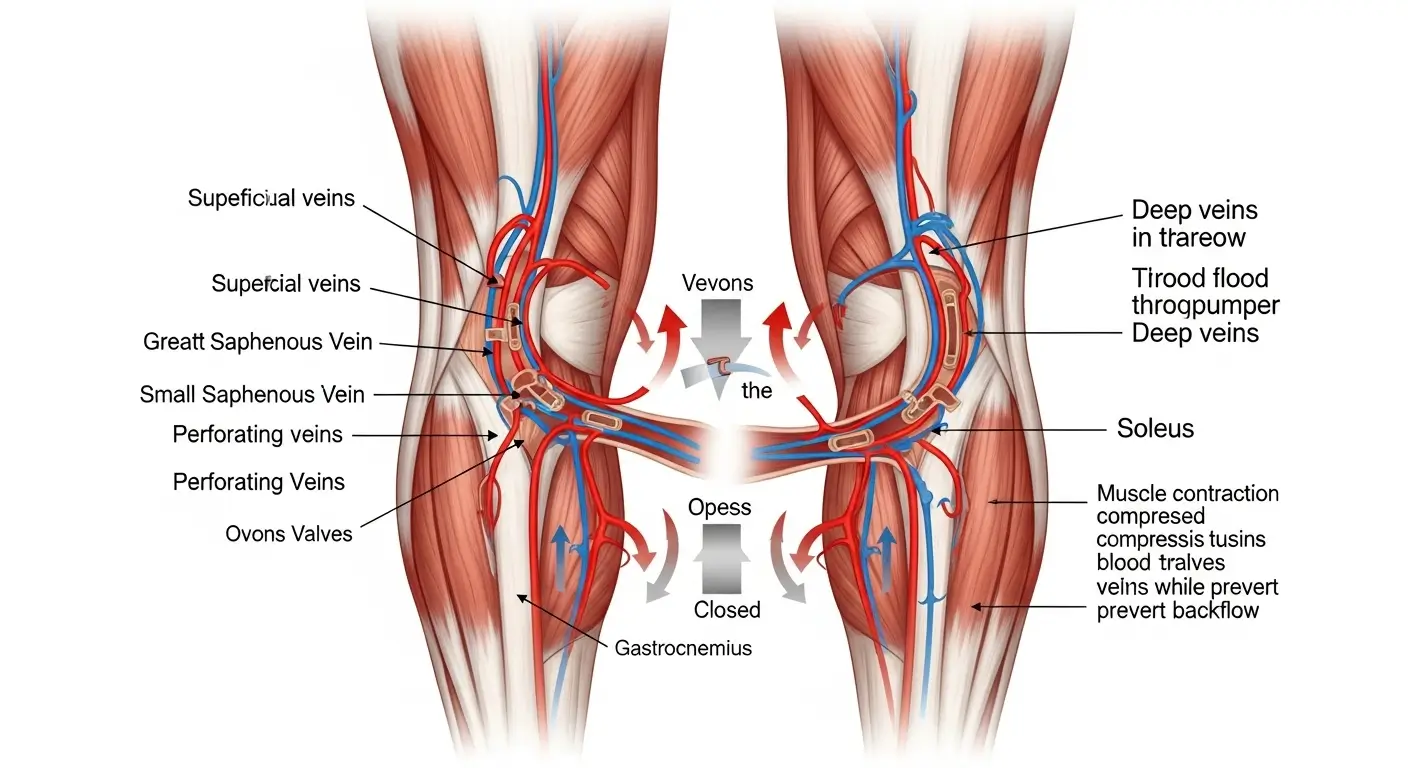 Supeficual veins
Superfcial veins
Greatt Saphenous Vein
Small Saphenous Vein
Perforating veins
Perforating Veins
Ovons Valves
Vevons
the
Opess
Closed
Gastrocnemius
Deep veins
in trareow
Tirood flood
throgpumper
Deep veins
Soleus
Muscle contraction
compresed
compressis tusins
blood tralves
veins while prevert
prevert backflow